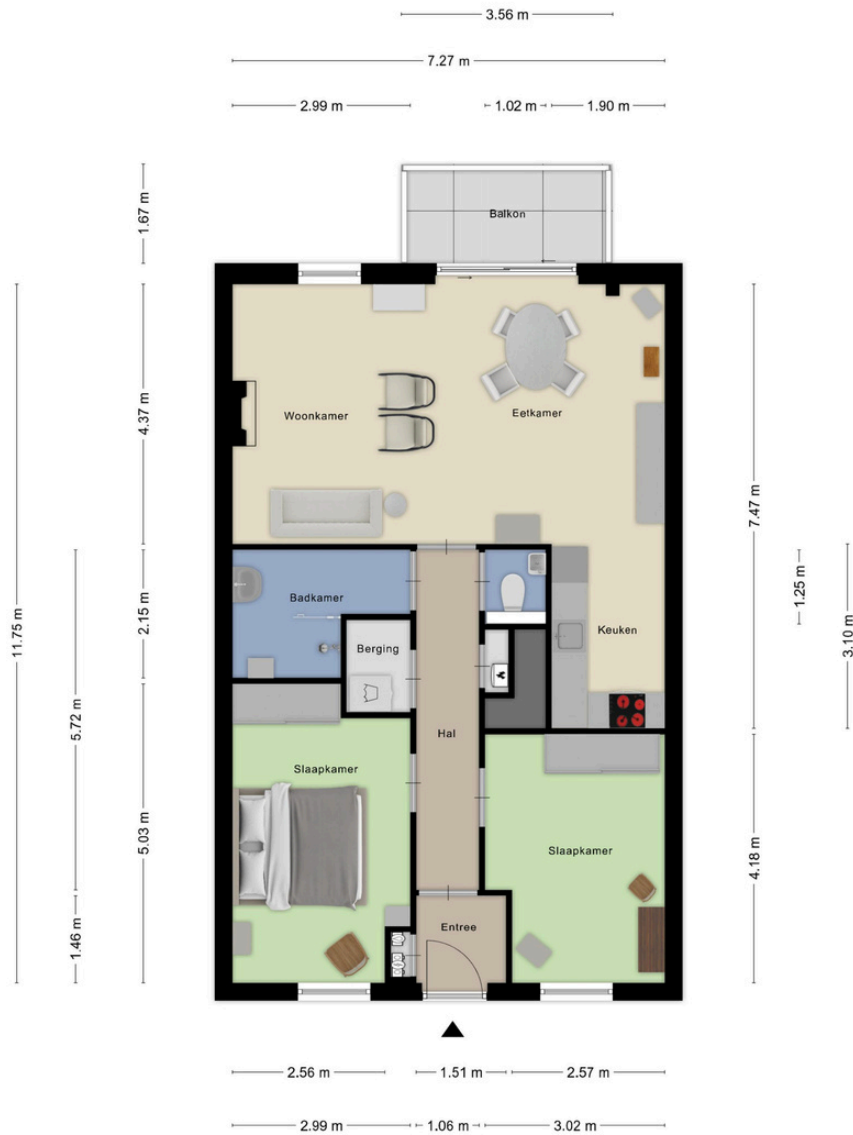 3.56 m
7.27 m
2.99 m
1.02 m
1.90 m
1.67 m
Balkon
4.37 m
Woonkamer
Eetkamer
7.47 m
11.75 m
5.72 m
2.15 m
Badkamer
1.25 m
3.10 m
Keuken
Berging
Hal
Slaapkamer
Slaapkamer
5.03 m
4.18 m
1.46 m
Entree
2.56 m
1.51 m
2.57 m
2.99 m
1.06 m
3.02 m